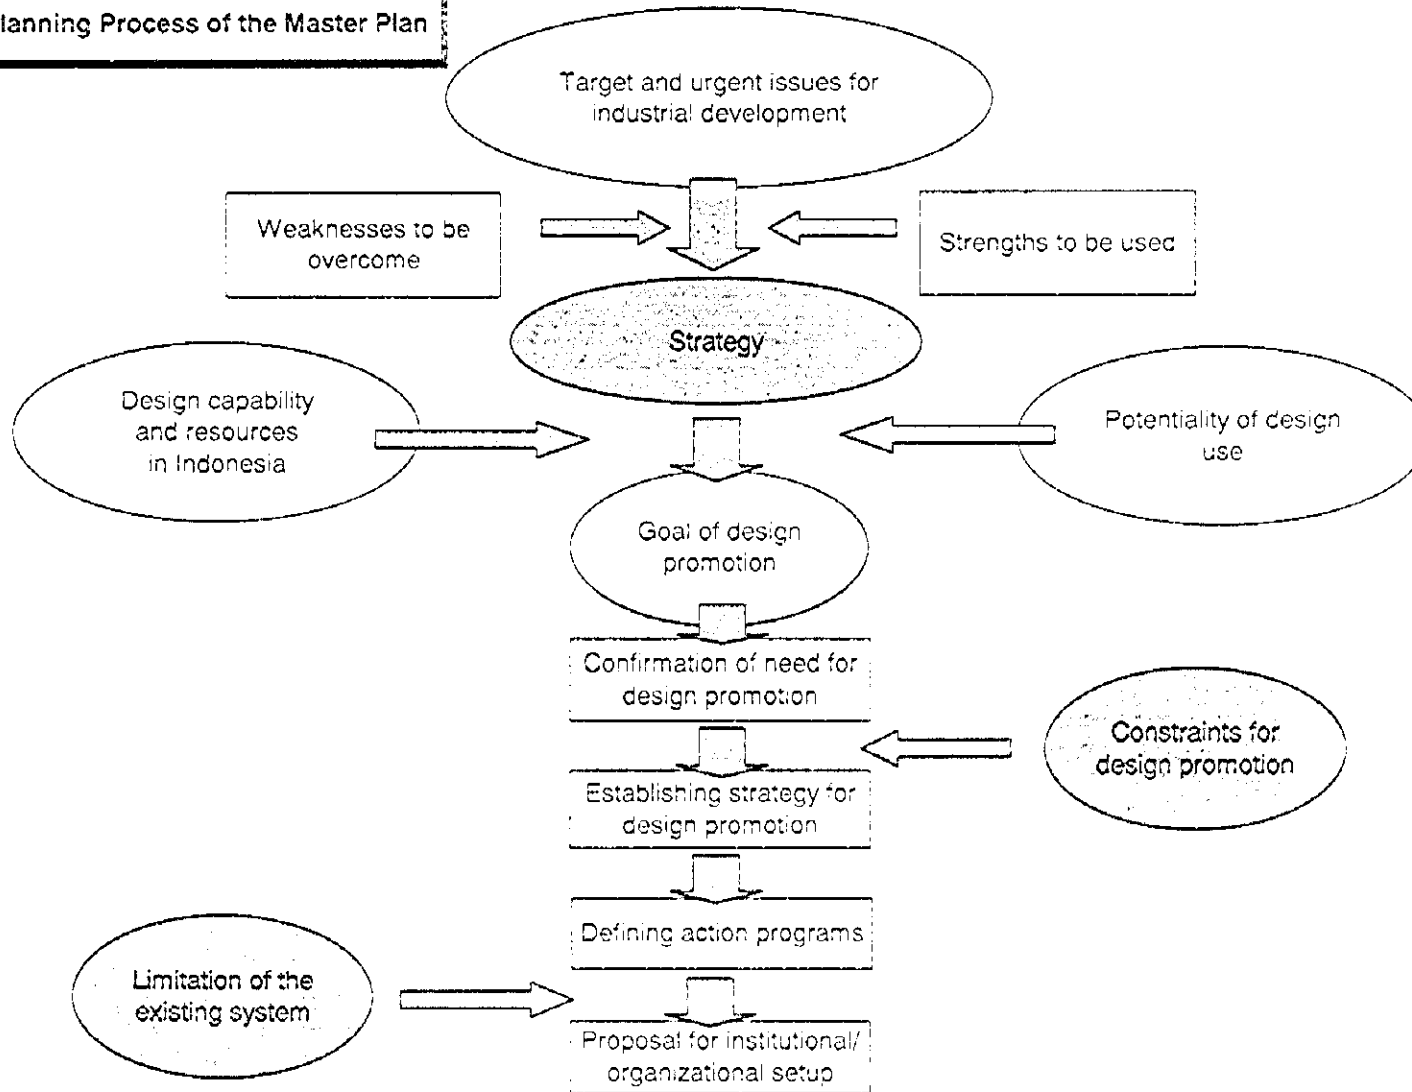 lanning Process of the Master Plan
Target and urgent issues for
industrial development
Weaknesses to be
overcome
Strengths to be used
Strategy
Design capability
and resources
in Indonesia
Potentiality of design
use
Goal of design
promotion
Confirmation of need for
design promotion
Constraints for
design promotion
Establishing strategy for
design promotion
Defining action programs
Limitation of the
existing system
Proposal for institutional/
organizational setup